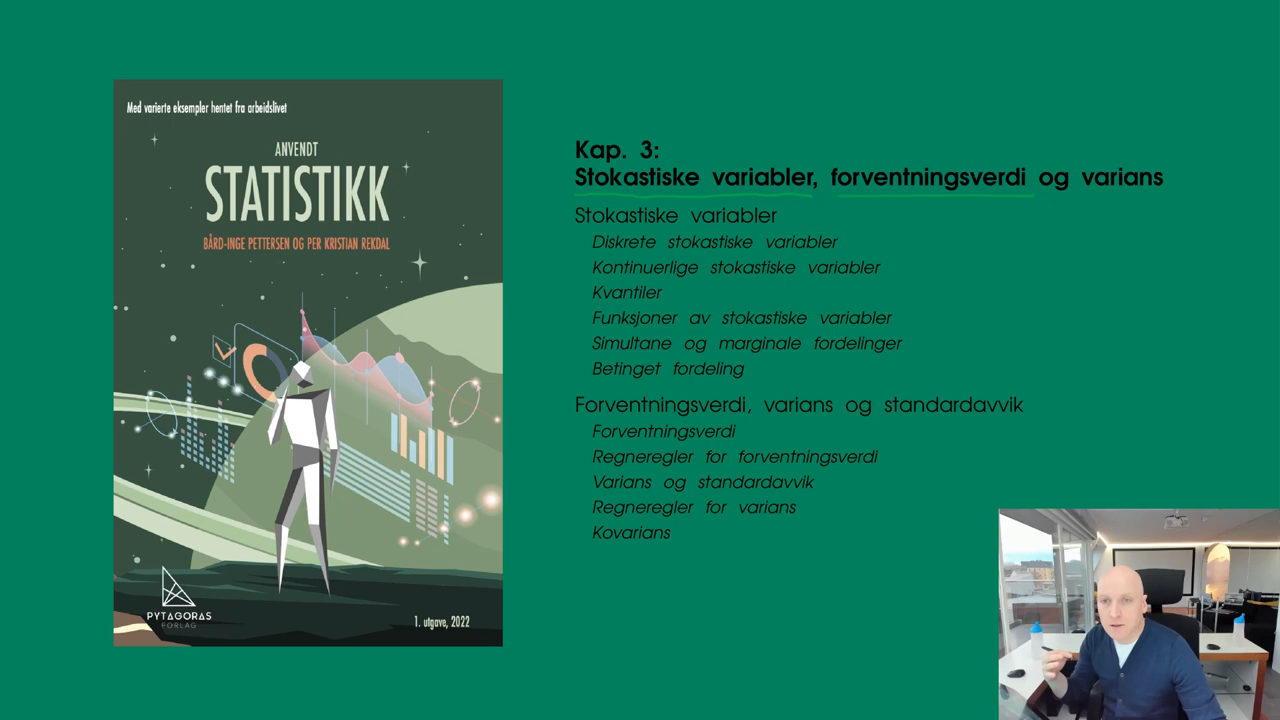 Med varierte eksempler hentet fra arbeidslivet
ANVENDT
STATISTIKK
BÅRD-INGE PETTERSEN OG PER KRISTIAN REKDAL
PYTAGORAS
FORLAG
1. utgave, 2022
Kap. 3:
Stokastiske variabler, forventningsverdi og varians
Stokastiske variabler
Diskrete stokastiske variabler
Kontinuerlige stokastiske variabler
Kvantiler
Funksjoner av stokastiske variabler
Simultane og marginale fordelinger
Betinget fordeling
Forventningsverdi, varians og standardavvik
Forventningsverdi
Regneregler for forventningsverdi
Varians og standardavvik
Regneregler for varians
Kovarians